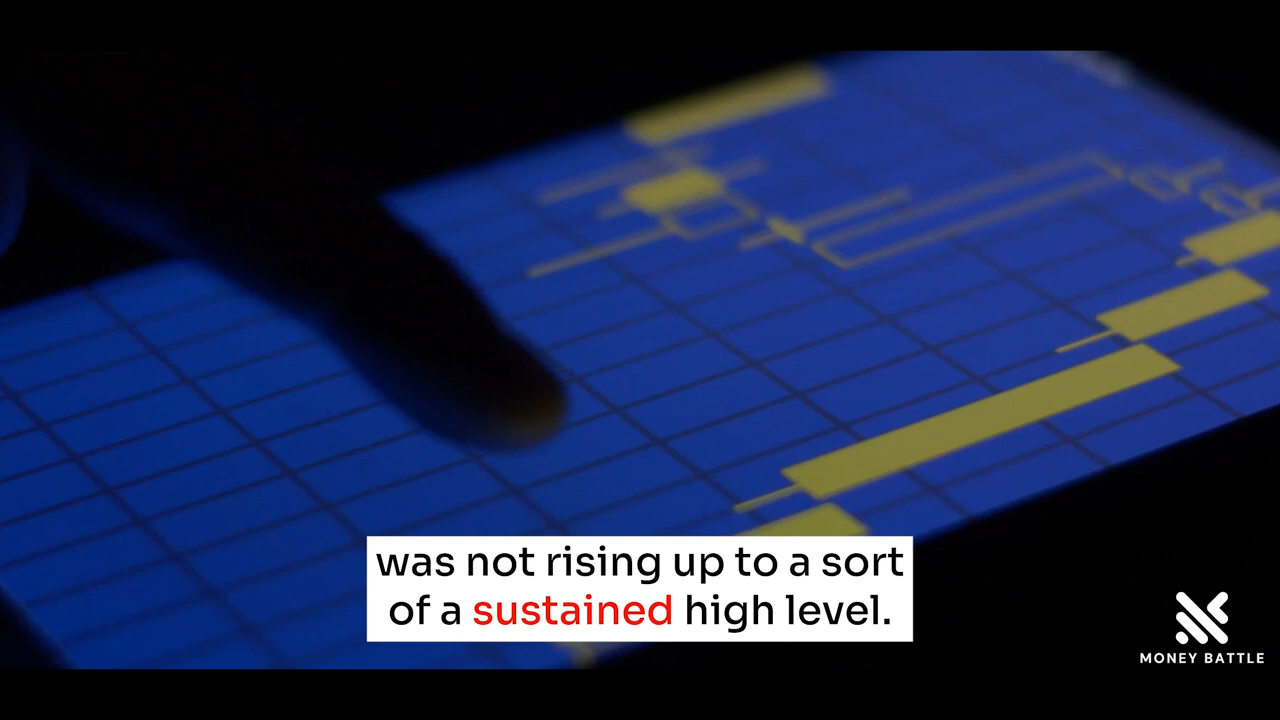 was not rising up to a sort
of a sustained high level.
MONEY BATTLE